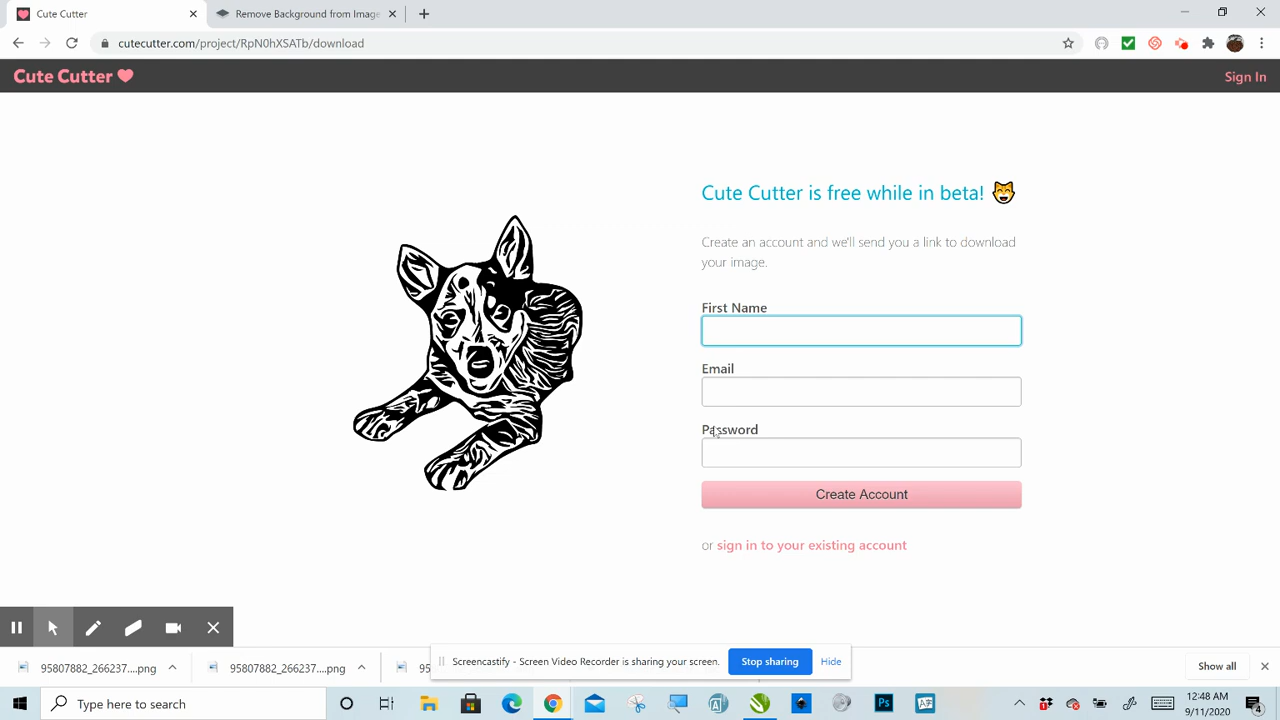 Cute Cutter
Remove Background from Image
cutecutter.com/project/RpN0hXSATb/download
Cute Cutter
Sign In
Cute Cutter is free while in beta!
Create an account and we'll send you a link to download
your image.
First Name
Email
Password
Create Account
or sign in to your existing account
Screencastify - Screen Video Recorder is sharing your screen.
Stop sharing
Hide
95807882_266237....png
95807882_266237....png
95
Show all
Type here to search
Ps
12:48 AM
9/11/2020
4